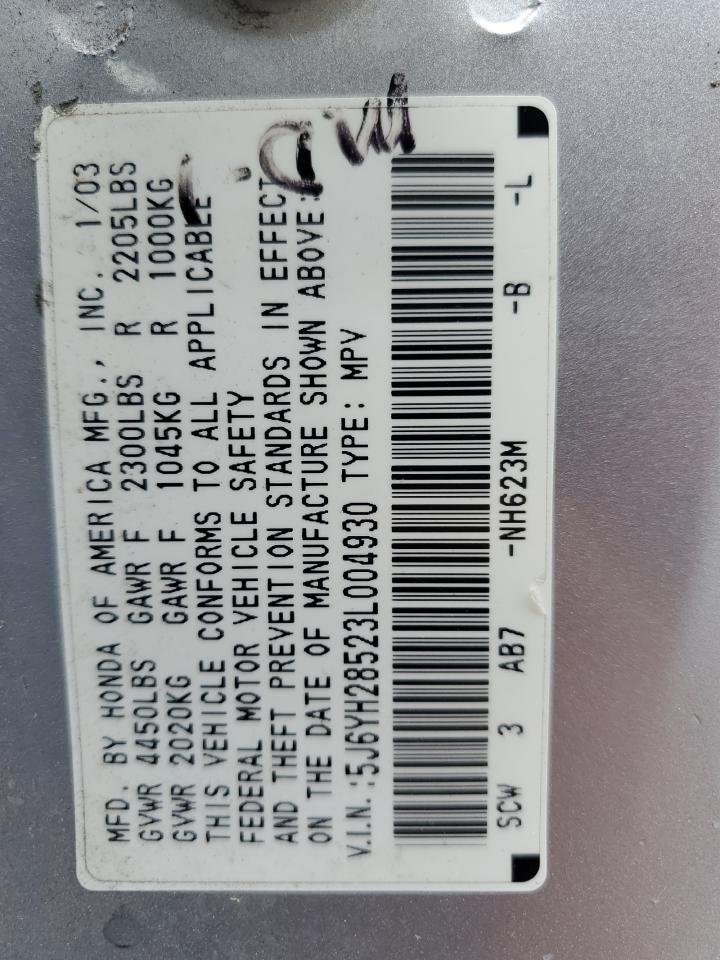 MFD. BY HONDA OF AMERICA MFG., INC. 1/03
GVWR 4450LBS GAWR F 2300LBS R 2205LBS
GVWR 2020KG GAWR F 1045KG R 1000KG
THIS VEHICLE CONFORMS TO ALL APPLICABLE
FEDERAL MOTOR VEHICLE SAFETY
AND THEFT PREVENTION STANDARDS IN EFFECT
ON THE DATE OF MANUFACTURE SHOWN ABOVE:
V.I.N.:5J6YH28523L004930 TYPE: MPV
SCW 3 AB7 -NH623M -B -L